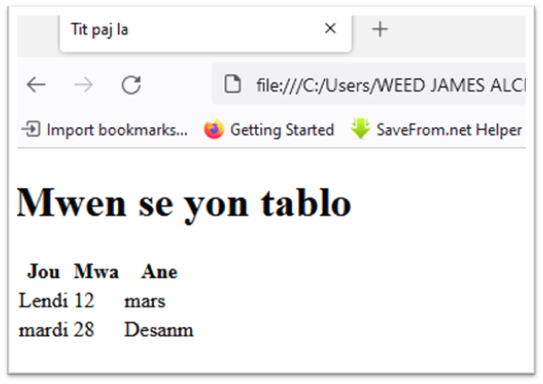 Tit paj la
file:///C:/Users/WEED JAMES
Import bookmarks... Getting Started SaveFrom.net Helper
Mwen se yon tablo
Jou Mwa Ane
Lendi 12 mars
mardi 28 Desanm